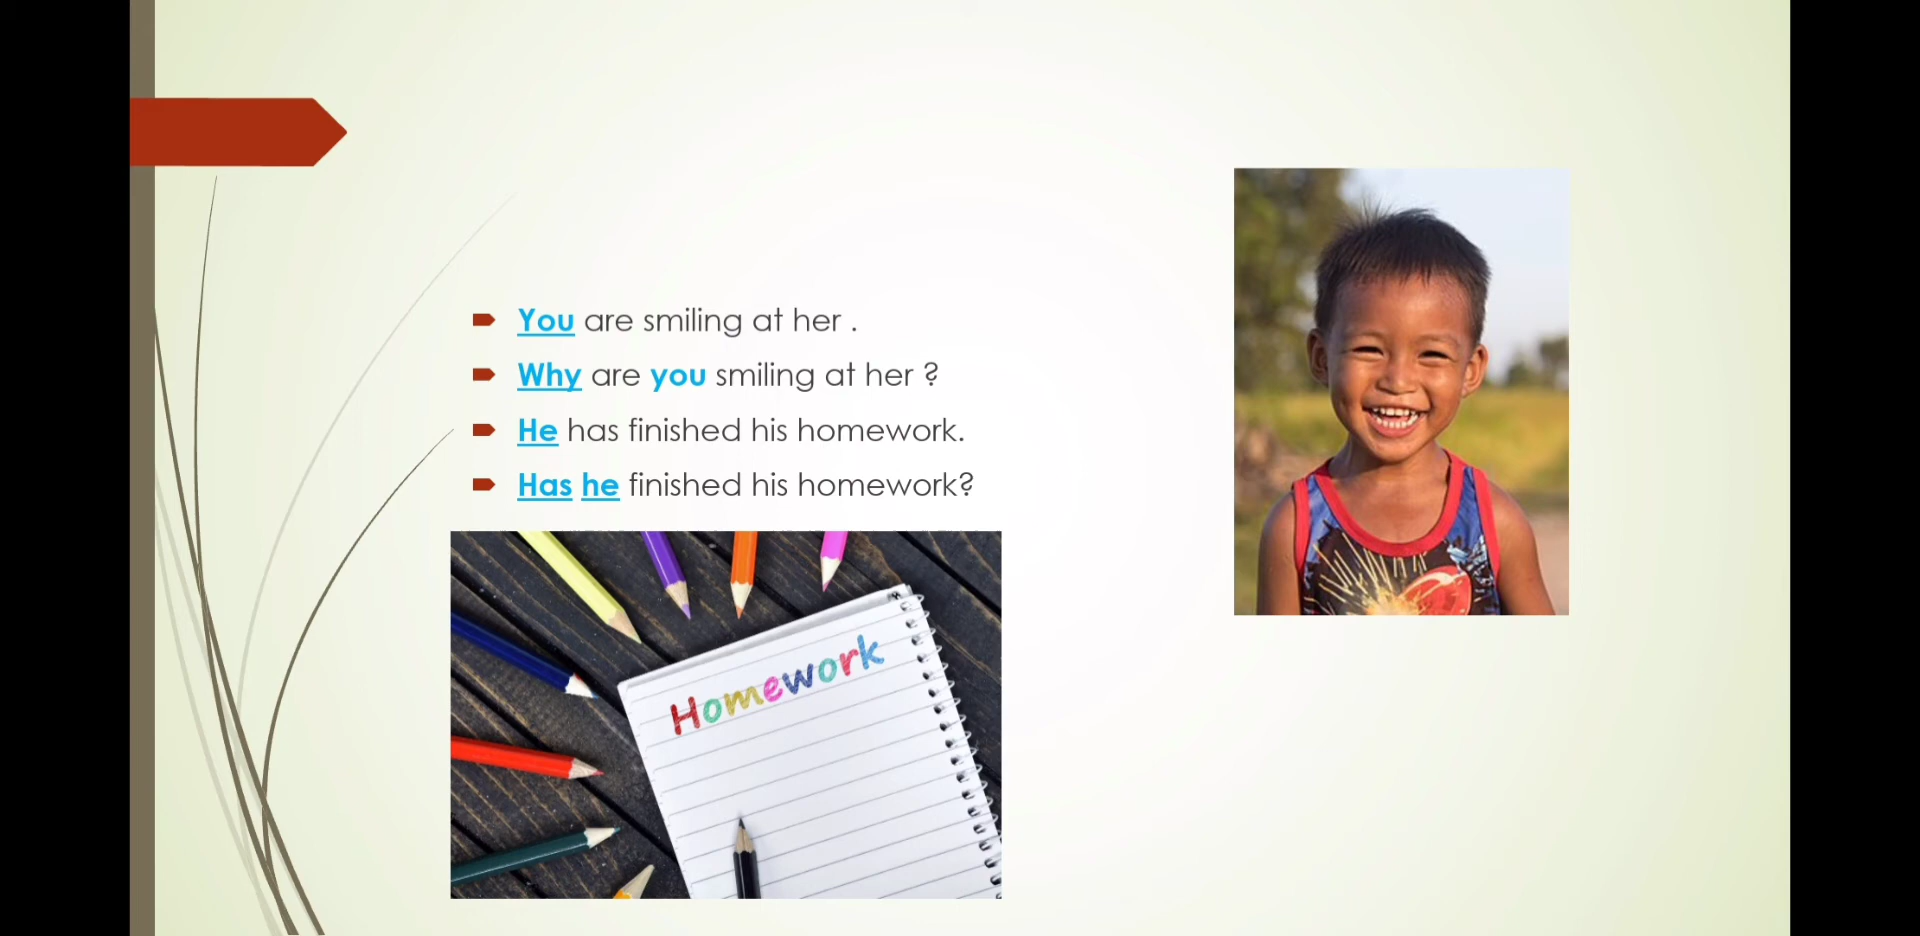 You are smiling at her .
Why are you smiling at her ?
He has finished his homework.
Has he finished his homework?
Homework